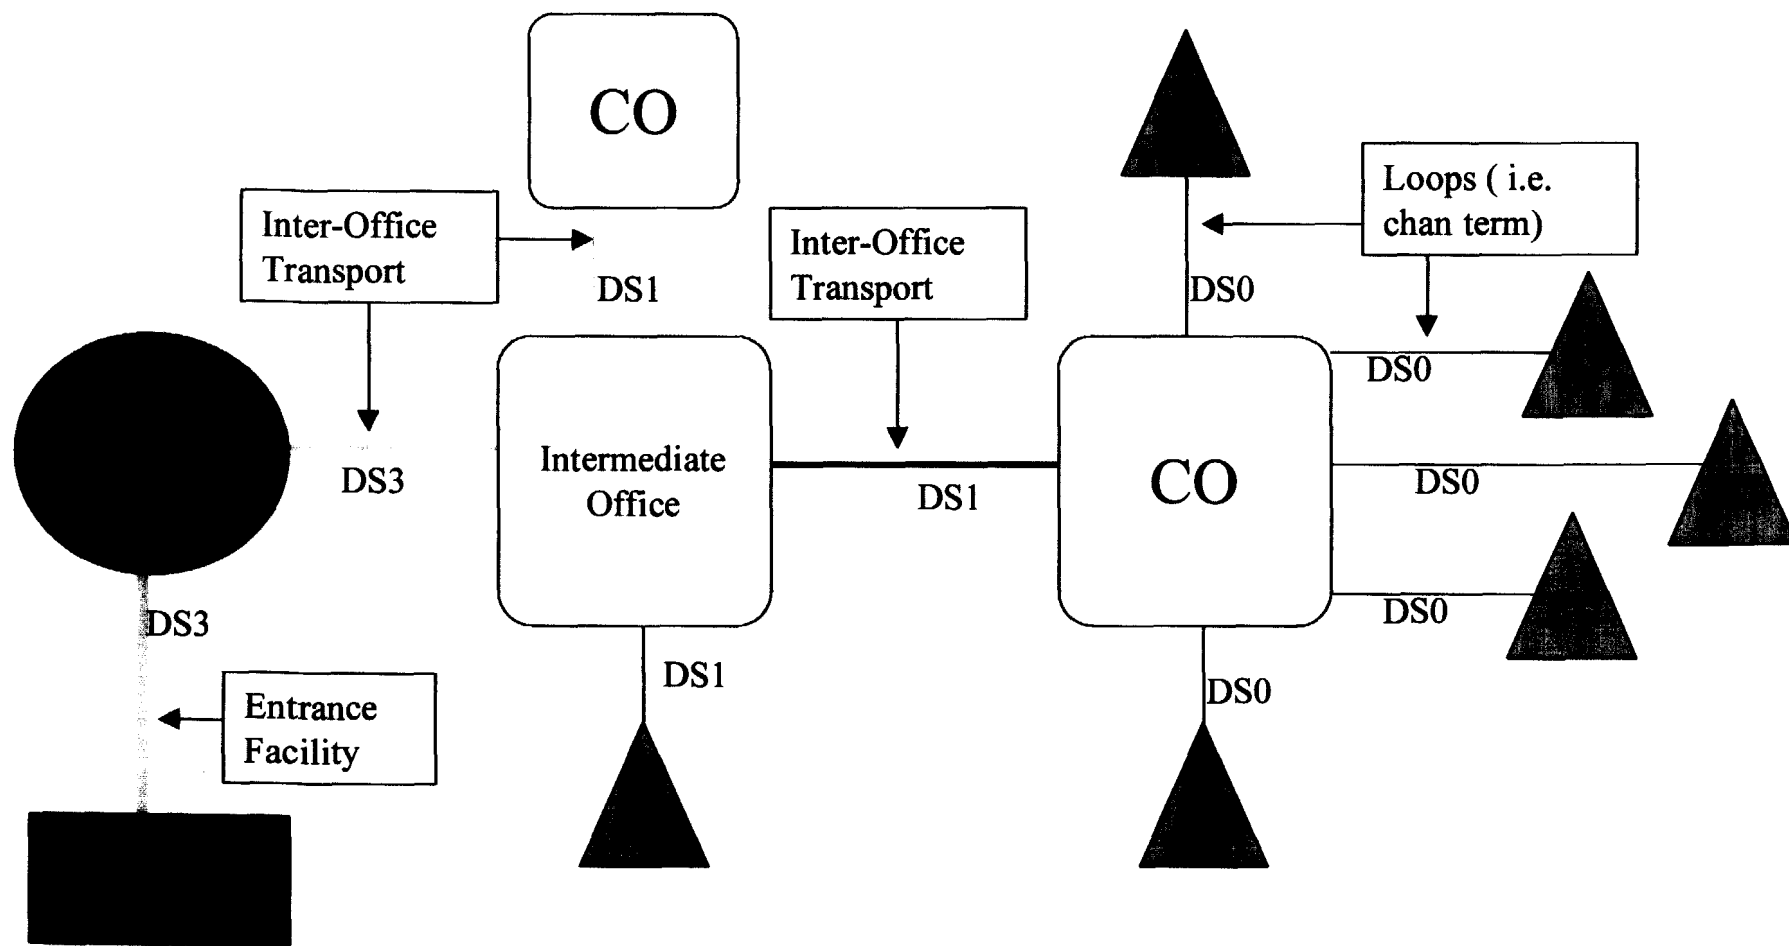 CO
Inter-Office
Transport
DS1
Inter-Office
Transport
Loops ( i.e.
chan term)
DS0
DS0
DS3
Intermediate
Office
DS1
CO
DS0
DS0
DS3
DS1
DS0
Entrance
Facility